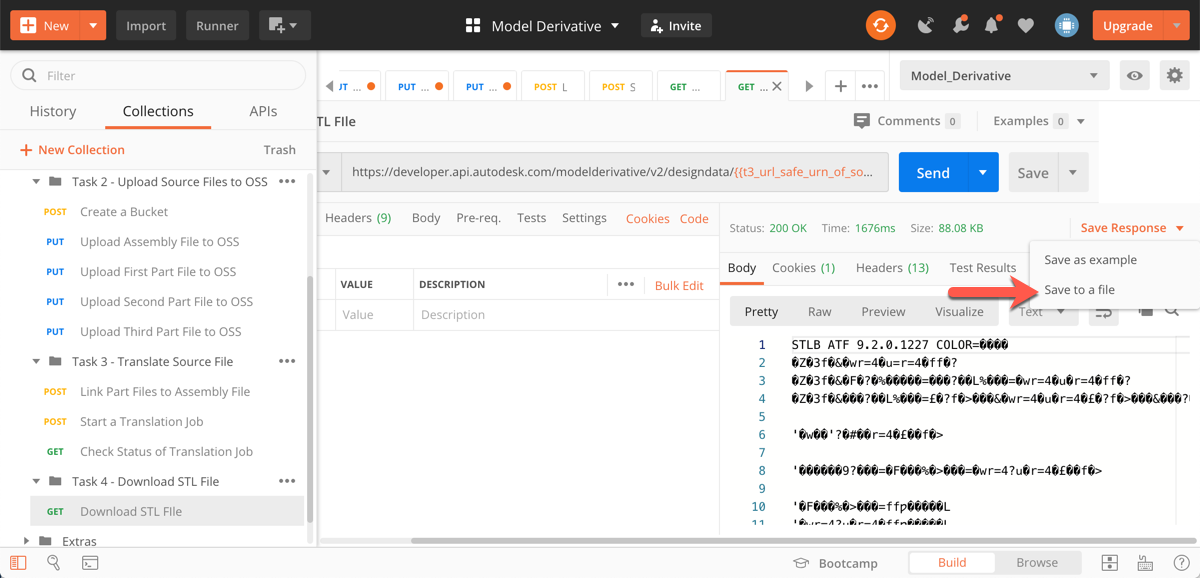 New
Import
Runner
Model Derivative
Invite
Upgrade
Filter
History
Collections
APIs
New Collection
Trash
Task 2 - Upload Source Files to OSS
POST Create a Bucket
PUT Upload Assembly File to OSS
PUT Upload First Part File to OSS
PUT Upload Second Part File to OSS
PUT Upload Third Part File to OSS
Task 3 - Translate Source File
POST Link Part Files to Assembly File
POST Start a Translation Job
GET Check Status of Translation Job
Task 4 - Download STL File
GET Download STL FIle
Extras
UT ...
PUT ...
PUT ...
POST L
POST S
GET ...
GET ...
Model_Derivative
TL FIle
Comments 0
Examples 0
https://developer.api.autodesk.com/modelderivative/v2/designdata/{{t3_url_safe_urn_of_so...
Send
Save
Headers (9)
Body
Pre-req.
Tests
Settings
Cookies
Code
VALUE
DESCRIPTION
Bulk Edit
Value
Description
Status: 200 OK
Time: 1676ms
Size: 88.08 KB
Save Response
Save as example
Save to a file
Body
Cookies (1)
Headers (13)
Test Results
Pretty
Raw
Preview
Visualize
Text
1 STLB ATF 9.2.0.1227 COLOR=����
2 �Z�3f�&�wr=4�u=r=4�ff�?
3 �Z�3f�&�F�?�%�����=���?��L%���=�wr=4�u�r=4�ff�?
4 �Z�3f�&���?��L%���=£�?f�>���&�wr=4�u�r=4�£�?f�>���&���?
5
6 '�w��'?�#��r=4�£��f�>
7
8 '������9?���=�F���%�>���=�wr=4?u�r=4�£��f�>
9
10 '�F���%�>���=ffp�����L
11 '�wr=4?u�r=4�ffp�����L
Bootcamp
Build
Browse